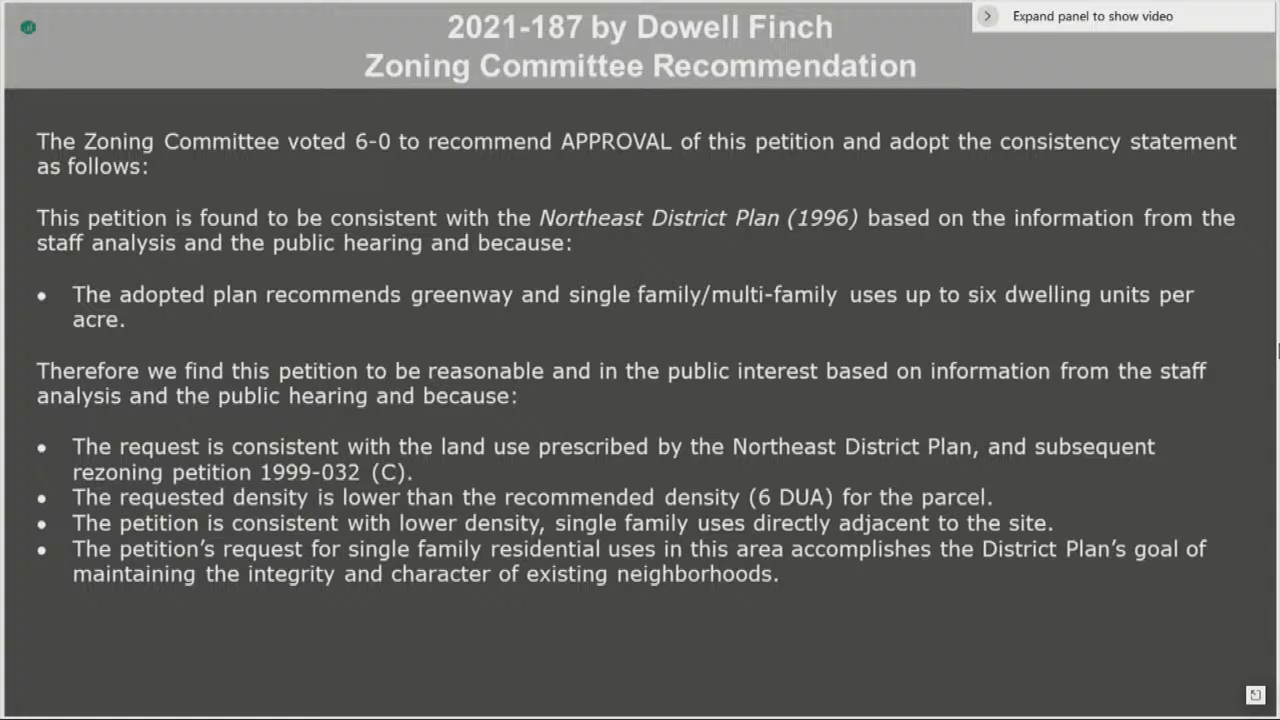 Expand panel to show video
2021-187 by Dowell Finch
Zoning Committee Recommendation
The Zoning Committee voted 6-0 to recommend APPROVAL of this petition and adopt the consistency statement
as follows:
This petition is found to be consistent with the Northeast District Plan (1996) based on the information from the
staff analysis and the public hearing and because:
• The adopted plan recommends greenway and single family/multi-family uses up to six dwelling units per
acre.
Therefore we find this petition to be reasonable and in the public interest based on information from the staff
analysis and the public hearing and because:
• The request is consistent with the land use prescribed by the Northeast District Plan, and subsequent
rezoning petition 1999-032 (C).
• The requested density is lower than the recommended density (6 DUA) for the parcel.
• The petition is consistent with lower density, single family uses directly adjacent to the site.
• The petition's request for single family residential uses in this area accomplishes the District Plan's goal of
maintaining the integrity and character of existing neighborhoods.